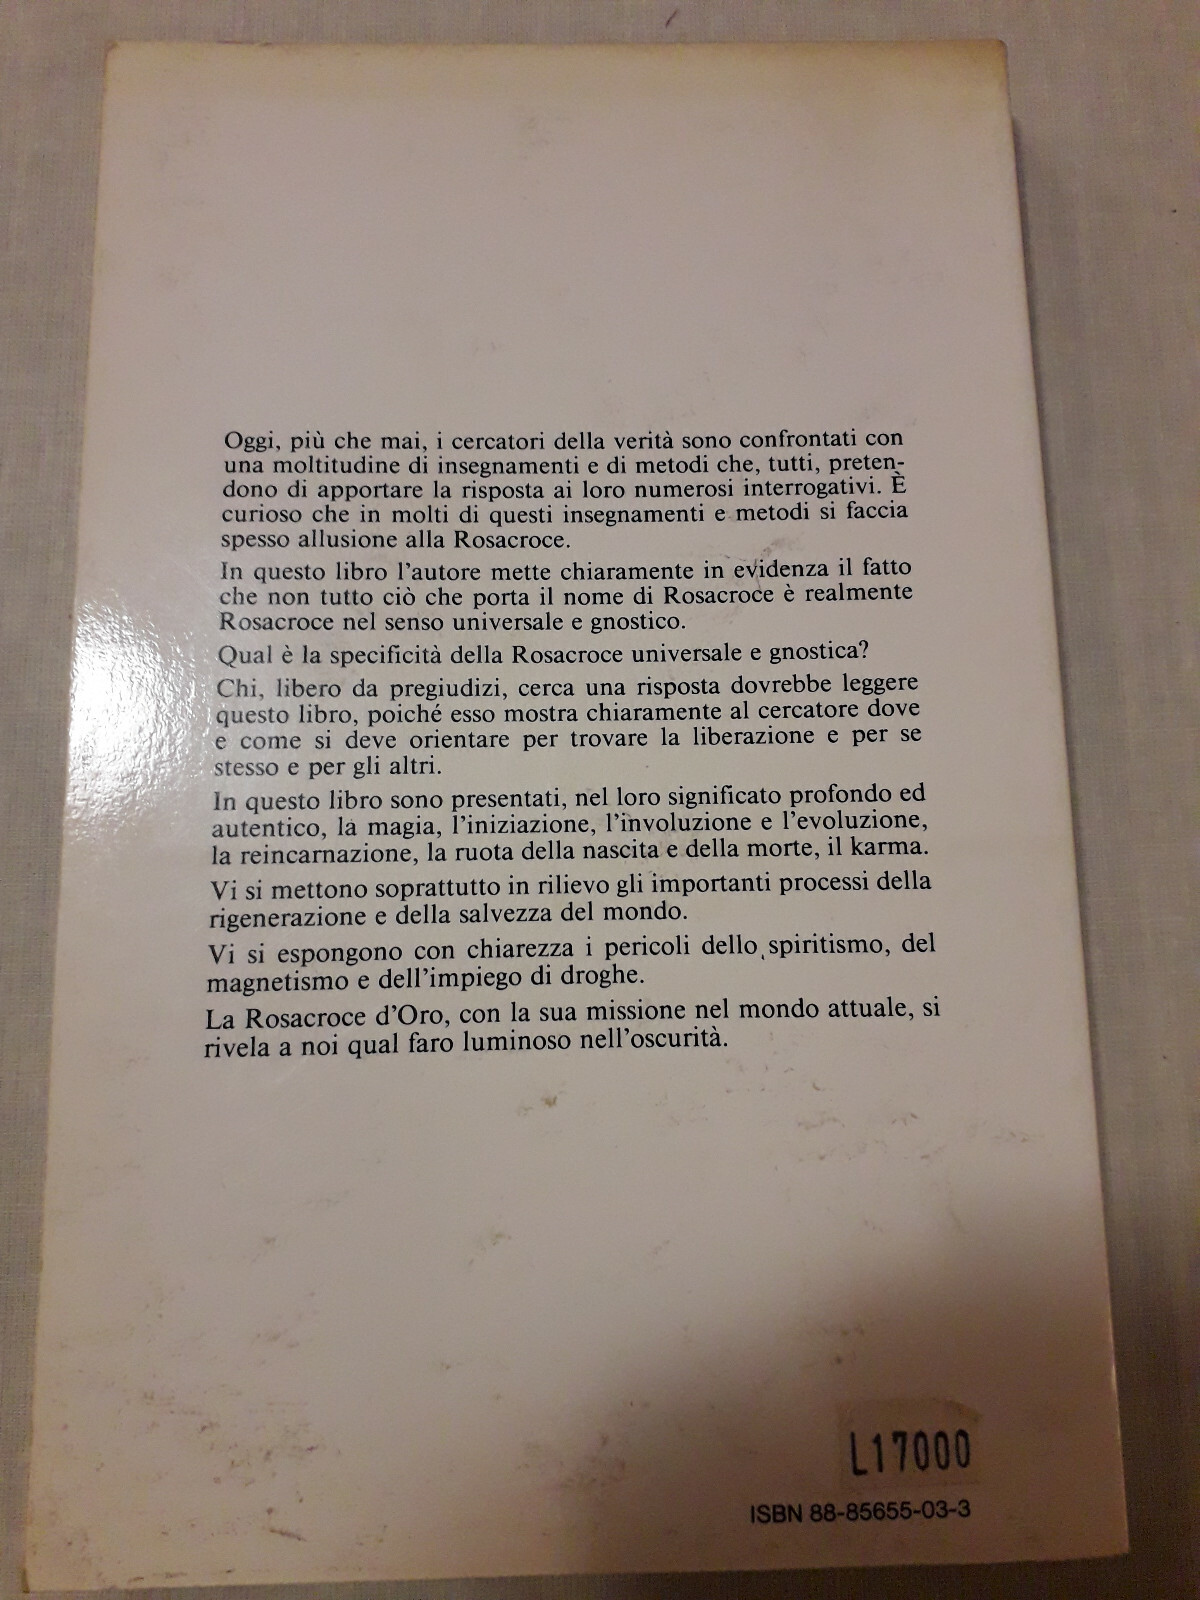 Oggi, più che mai, i cercatori della verità sono confrontati con
una moltitudine di insegnamenti e di metodi che, tutti, preten-
dono di apportare la risposta ai loro numerosi interrogativi. È
curioso che in molti di questi insegnamenti e metodi si faccia
spesso allusione alla Rosacroce.
In questo libro l'autore mette chiaramente in evidenza il fatto
che non tutto ciò che porta il nome di Rosacroce è realmente
Rosacroce nel senso universale e gnostico.
Qual è la specificità della Rosacroce universale e gnostica?
Chi, libero da pregiudizi, cerca una risposta dovrebbe leggere
questo libro, poiché esso mostra chiaramente al cercatore dove
e come si deve orientare per trovare la liberazione e per se
stesso e per gli altri.
In questo libro sono presentati, nel loro significato profondo ed
autentico, la magia, l'iniziazione, l'involuzione e l'evoluzione,
la reincarnazione, la ruota della nascita e della morte, il karma.
Vi si mettono soprattutto in rilievo gli importanti processi della
rigenerazione e della salvezza del mondo.
Vi si espongono con chiarezza i pericoli dello spiritismo, del
magnetismo e dell'impiego di droghe.
La Rosacroce d'Oro, con la sua missione nel mondo attuale, si
rivela a noi qual faro luminoso nell'oscurità.
L17000
ISBN 88-85655-03-3